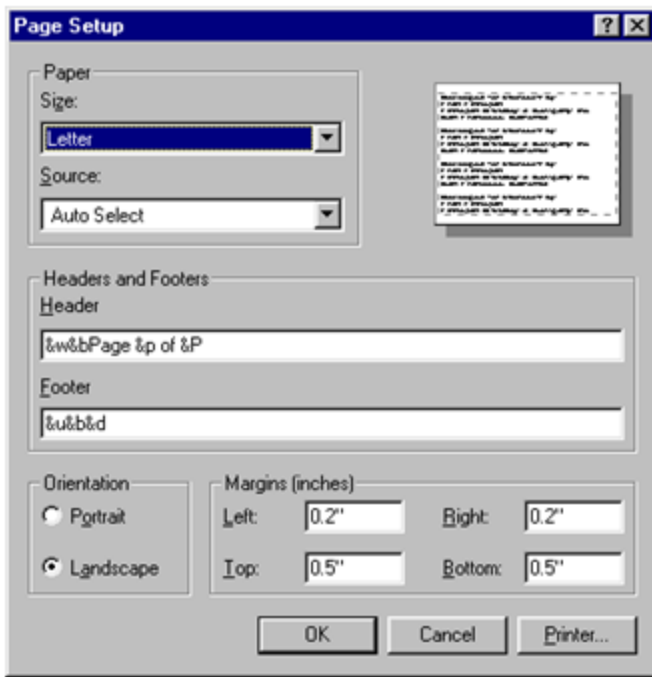 Page Setup
Paper
Size:
Letter
Source:
Auto Select
Headers and Footers
Header
&w&bPage &p of &P
Footer
&u&b&d
Orientation
Portrait
Landscape
Margins (inches)
Left: 0.2" Right: 0.2"
Top: 0.5" Bottom: 0.5"
OK Cancel Printer...